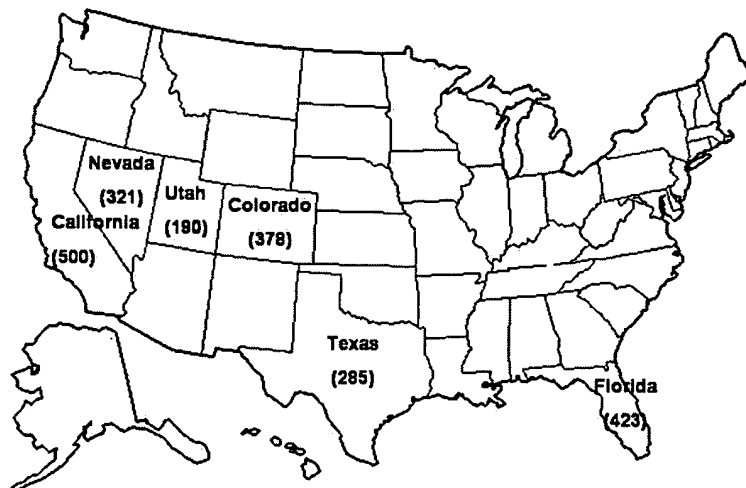 Nevada
(321)
Utah
(190)
Colorado
(378)
California
(500)
Texas
(285)
Florida
(423)